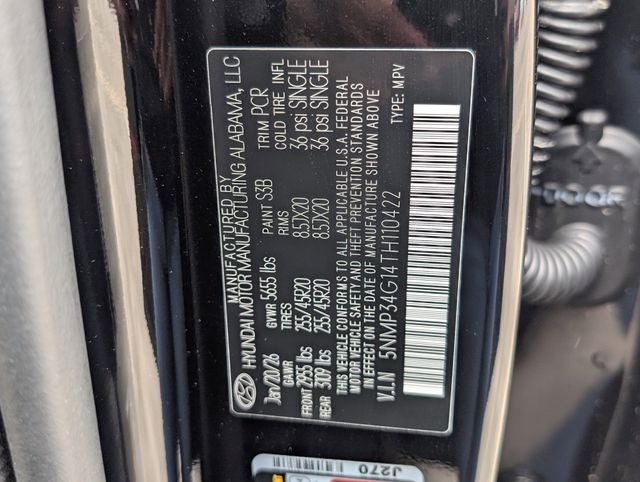 MANUFACTURED BY
HYUNDAI MOTOR MANUFACTURING ALABAMA, LLC
Jan/20/26 GVWR 5655 lbs PAINT S3B TRIM PCR
GAWR TIRES RIMS COLD TIRE INFL
FRONT 2955 lbs 255/45R20 8.5JX20 36 psi SINGLE
REAR 3109 lbs 255/45R20 8.5JX20 36 psi SINGLE
THIS VEHICLE CONFORMS TO ALL APPLICABLE U.S.A. FEDERAL
MOTOR VEHICLE SAFETY AND THEFT PREVENTION STANDARDS
IN EFFECT ON THE DATE OF MANUFACTURE SHOWN ABOVE
V.I.N 5NMP34G14TH110422 TYPE: MPV
J270